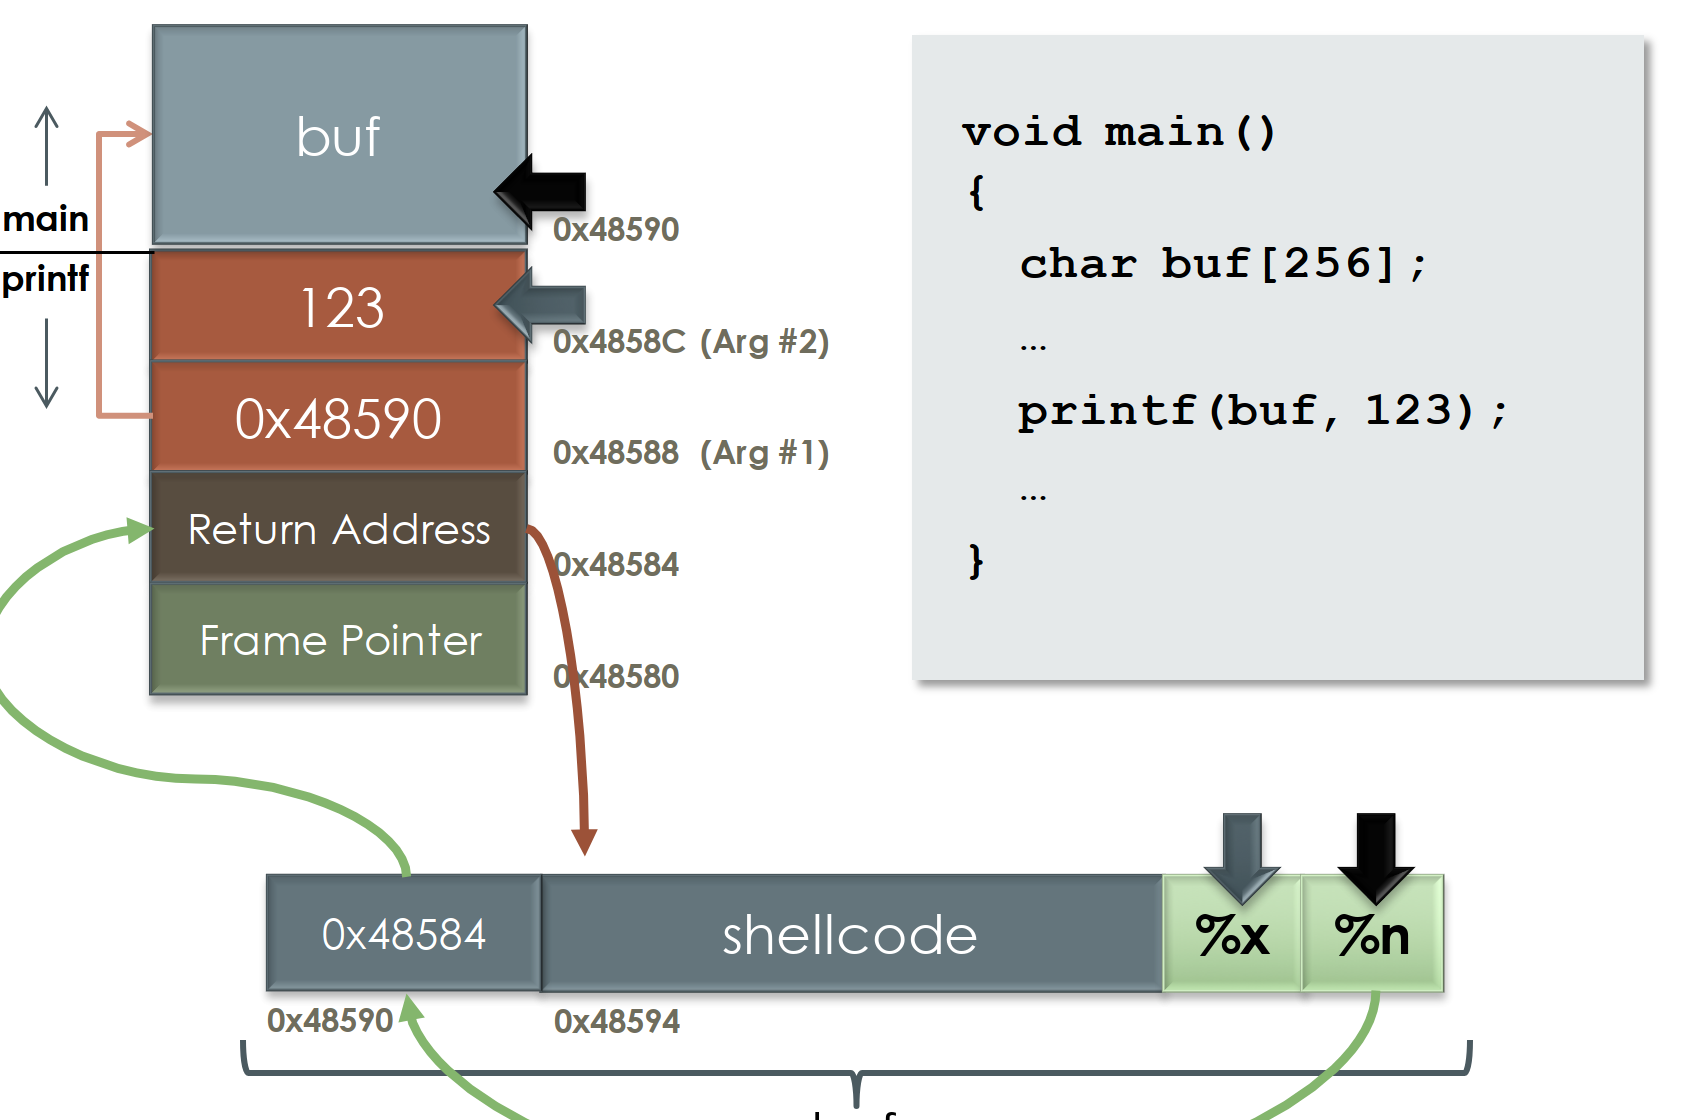 buf
main
0x48590
printf
123
0x4858C (Arg #2)
0x48590
0x48588 (Arg #1)
Return Address
0x48584
Frame Pointer
0x48580
void main()
{
char buf[256];
...
printf(buf, 123);
...
}
0x48584
shellcode
%x
%n
0x48590
0x48594